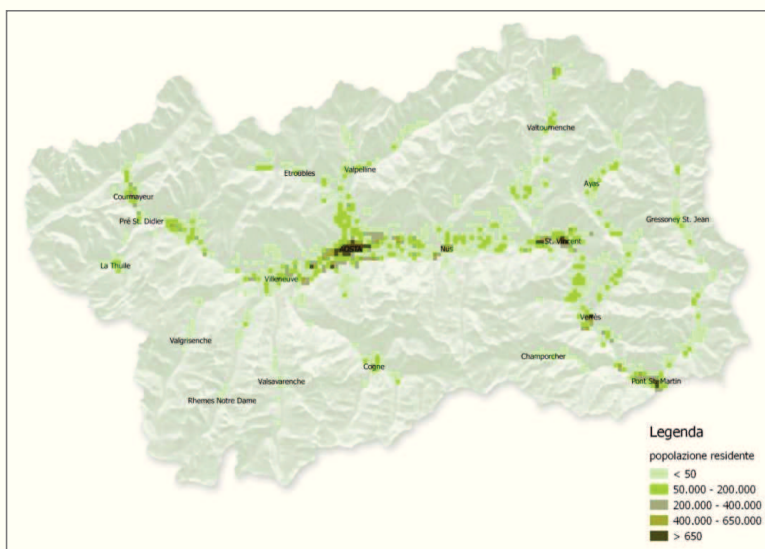 Valtournenche
Etroubles
Valpelline
Courmayeur
Ayas
Pré St. Didier
Gressoney St. Jean
Nus
St. Vincent
La Thuile
Villeneuve
Verrès
Valgrisenche
Champorcher
Cogne
Valsavarenche
Pont St. Martin
Rhemes Notre Dame
Legenda
popolazione residente
< 50
50.000 - 200.000
200.000 - 400.000
400.000 - 650.000
> 650